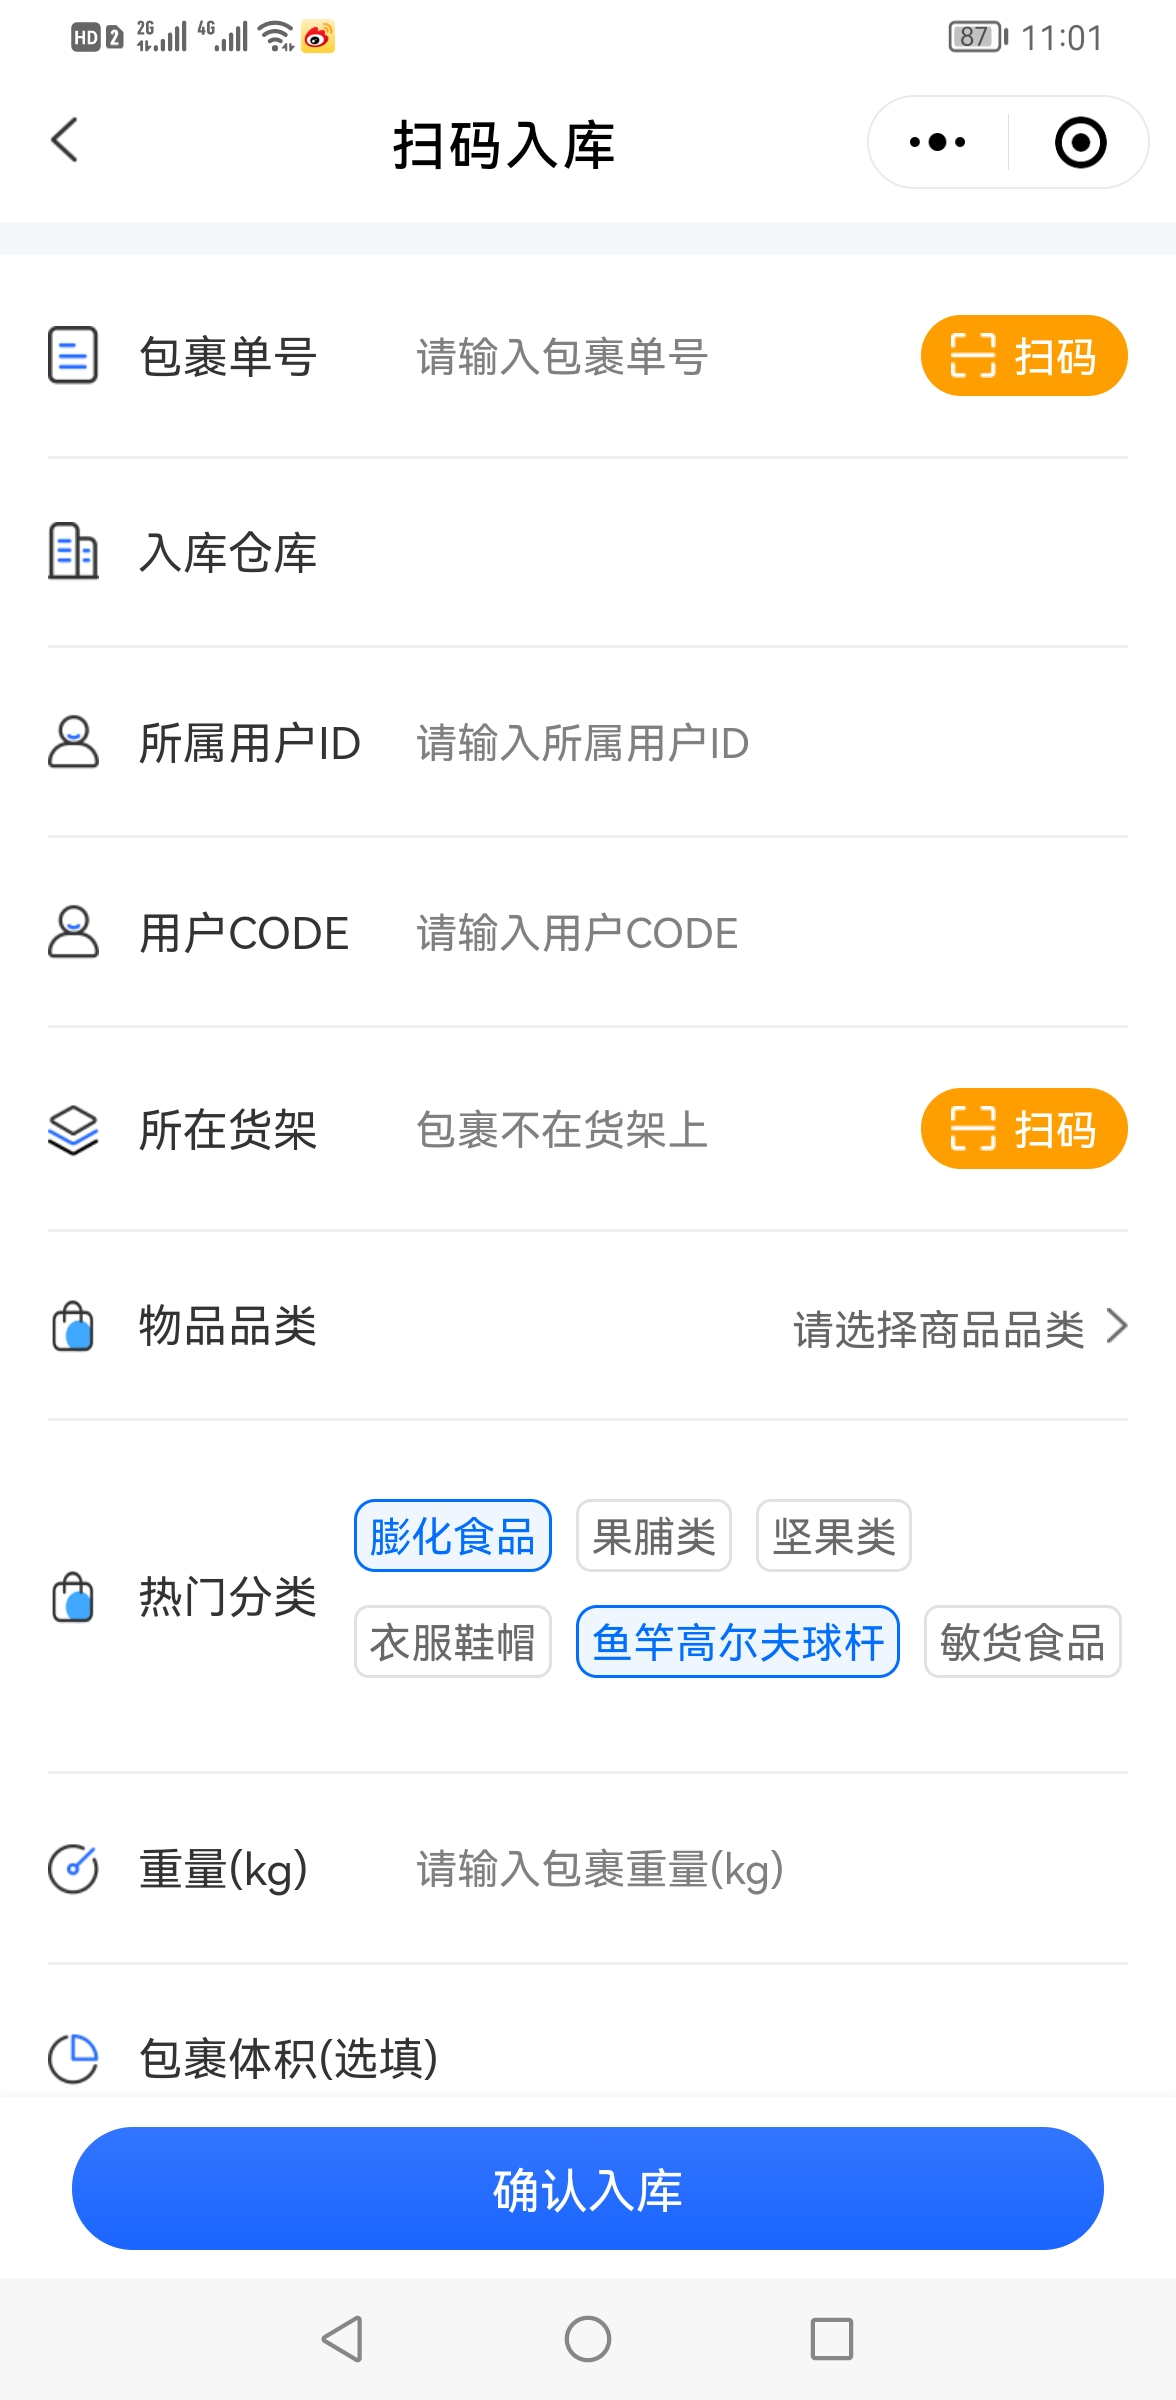 HD 2 2G 4G 87 11:01
扫码入库
包裹单号 请输入包裹单号 扫码
入库仓库
所属用户ID 请输入所属用户ID
用户CODE 请输入用户CODE
所在货架 包裹不在货架上 扫码
物品品类 请选择商品品类
膨化食品 果脯类 坚果类
热门分类
衣服鞋帽 鱼竿高尔夫球杆 敏货食品
重量(kg) 请输入包裹重量(kg)
包裹体积(选填)
确认入库